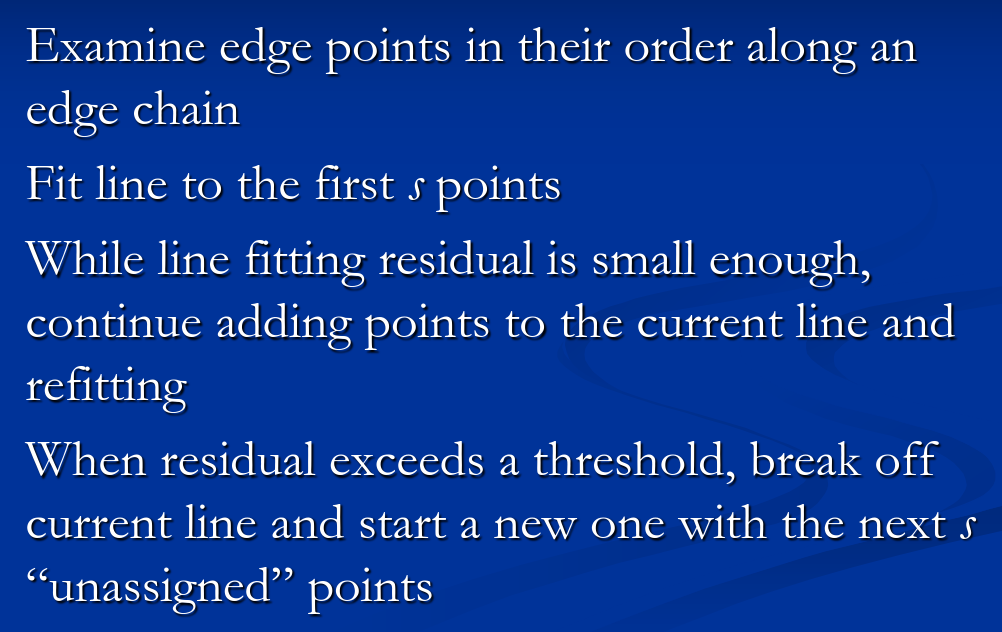 Examine edge points in their order along an
edge chain
Fit line to the first s points
While line fitting residual is small enough,
continue adding points to the current line and
refitting
When residual exceeds a threshold, break off
current line and start a new one with the next s
“unassigned” points